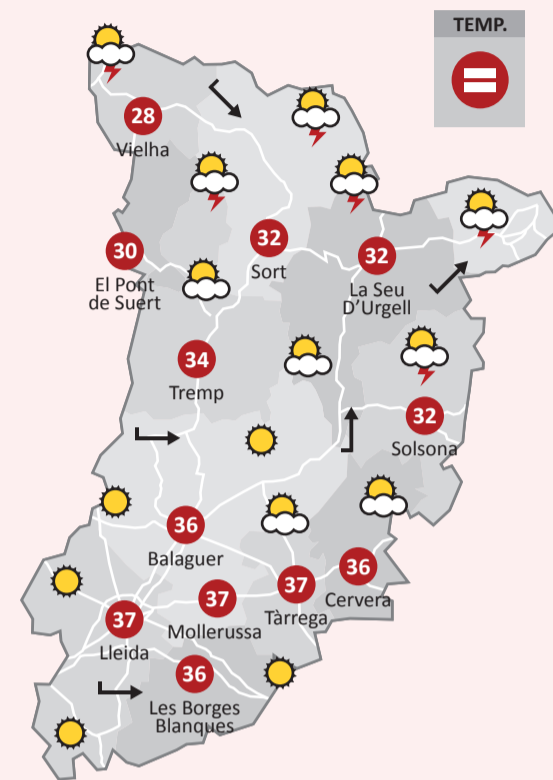 TEMP.
28
Vielha
30
El Pont
de Suert
32
Sort
32
La Seu
D'Urgell
34
Tremp
32
Solsona
36
Balaguer
37
Mollerussa
37
Tàrrega
36
Cervera
37
Lleida
36
Les Borges
Blanques